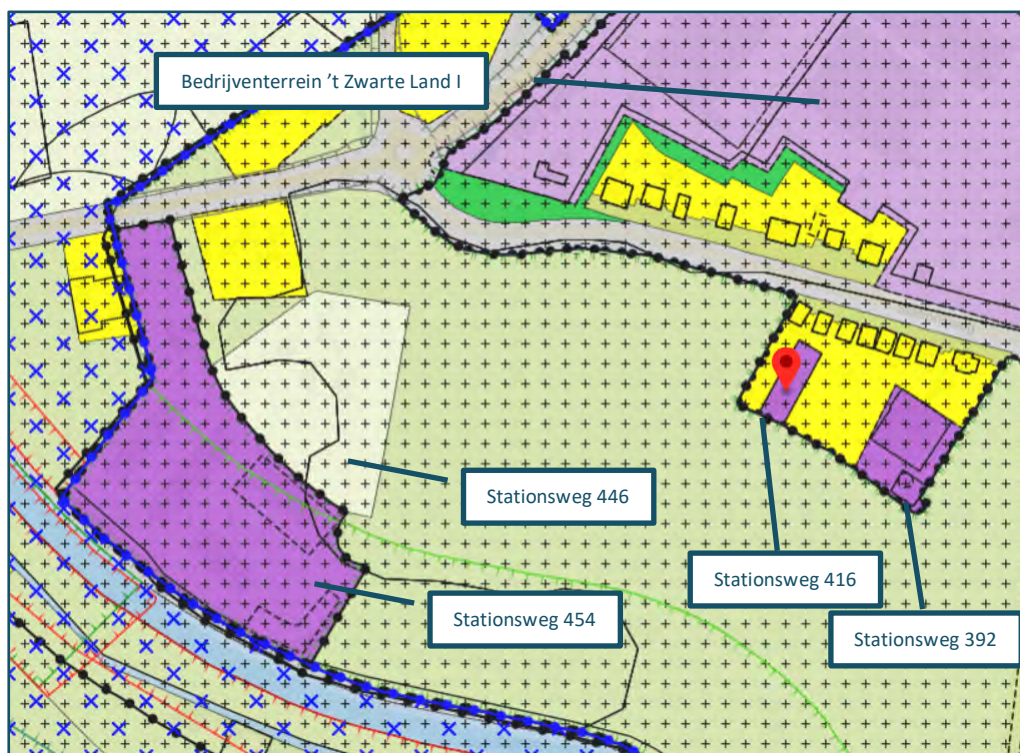 Bedrijventerrein ’t Zwarte Land I
Stationsweg 446
Stationsweg 416
Stationsweg 454
Stationsweg 392